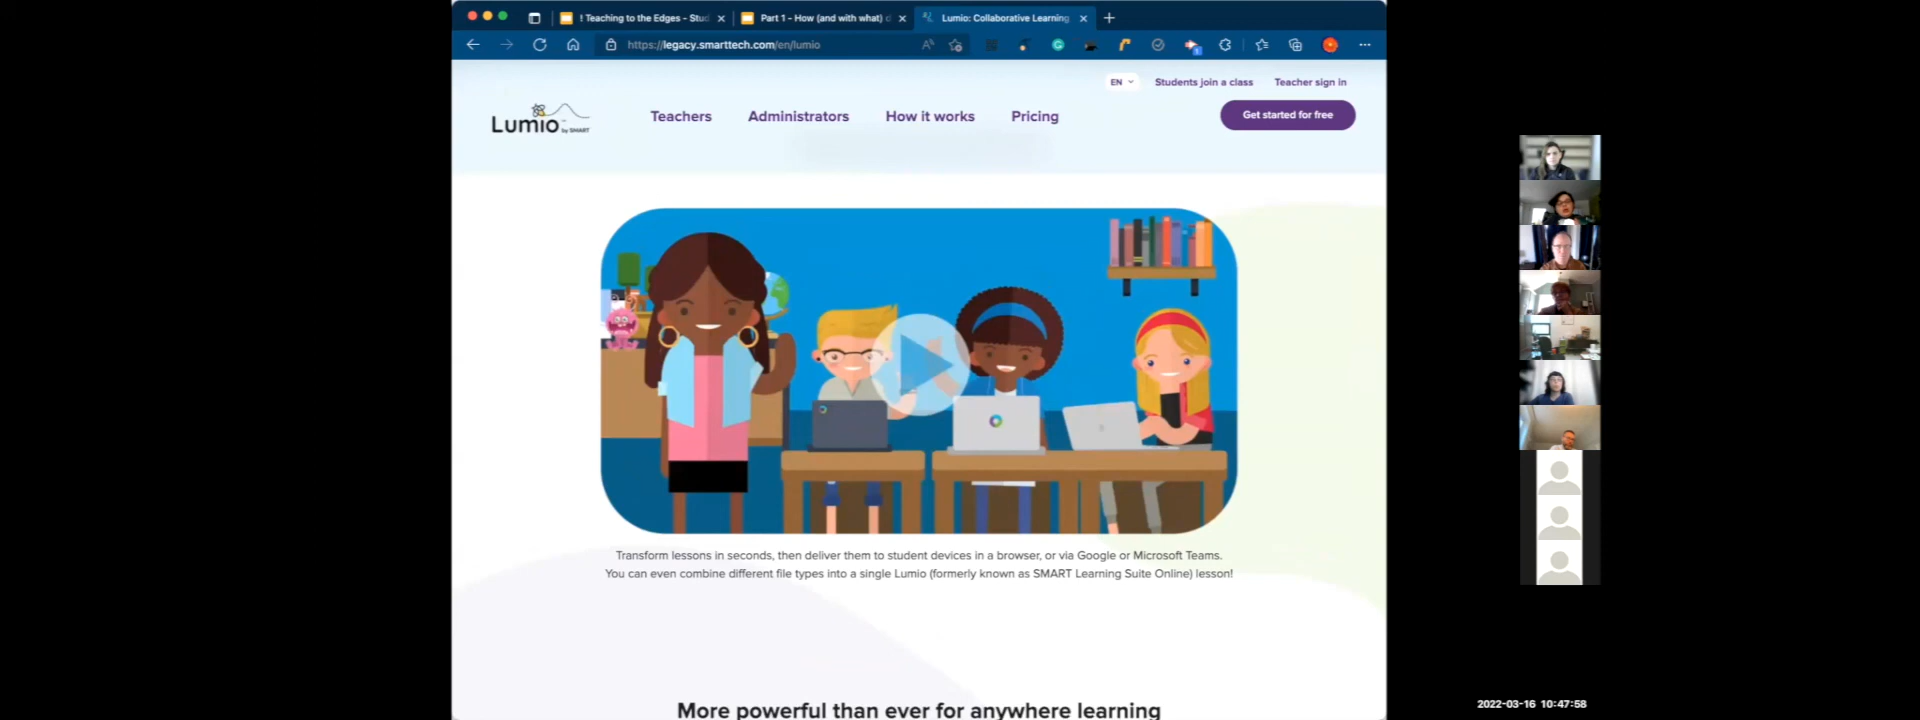 ! Teaching to the Edges - Stud
Part 1 - How (and with what) d
Lumio: Collaborative Learning
https://legacy.smarttech.com/en/lumio
EN
Students join a class
Teacher sign in
Lumio by SMART
Teachers
Administrators
How it works
Pricing
Get started for free
Transform lessons in seconds, then deliver them to student devices in a browser, or via Google or Microsoft Teams.
You can even combine different file types into a single Lumio (formerly known as SMART Learning Suite Online) lesson!
More powerful than ever for anywhere learning
2022-03-16 10:47:58